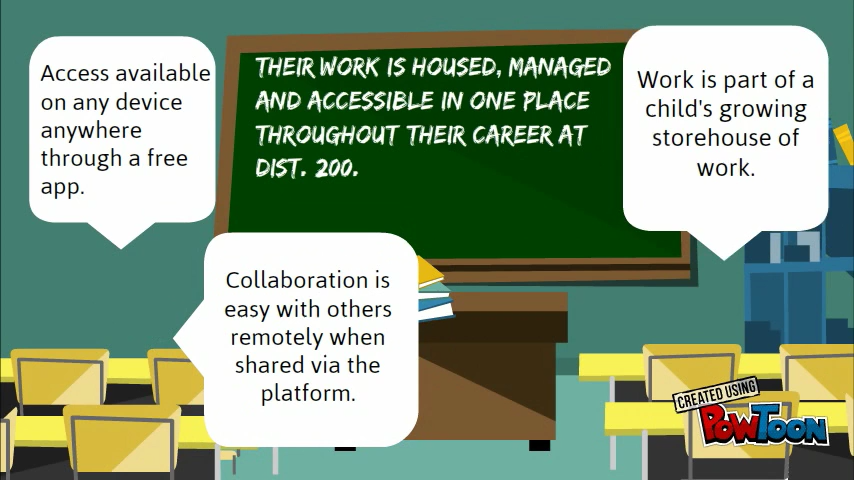 Access available
on any device
anywhere
through a free
app.
THEIR WORK IS HOUSED, MANAGED
AND ACCESSIBLE IN ONE PLACE
THROUGHOUT THEIR CAREER AT
DIST. 200.
Work is part of a
child's growing
storehouse of
work.
Collaboration is
easy with others
remotely when
shared via the
platform.
CREATED USING
POWTOON